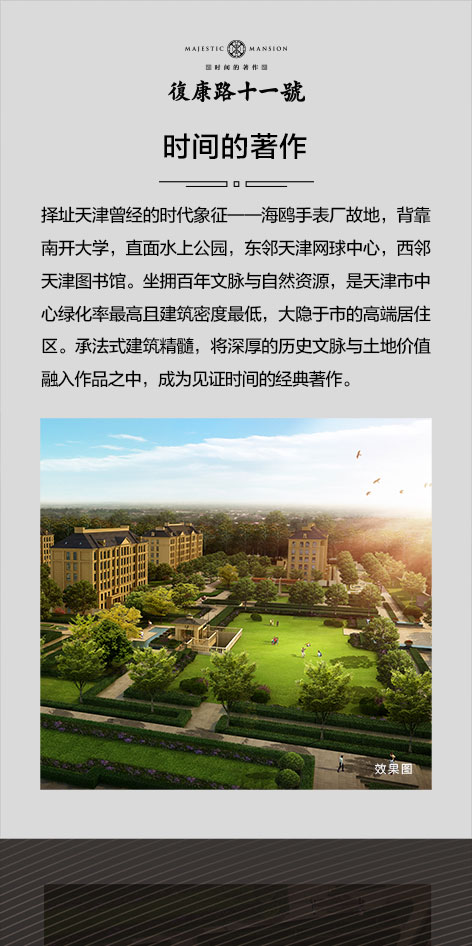 MAJESTIC MANSION
时间的著作
復康路十一號
时间的著作
择址天津曾经的时代象征——海鸥手表厂故地，背靠
南开大学，直面水上公园，东邻天津网球中心，西邻
天津图书馆。坐拥百年文脉与自然资源，是天津市中
心绿化率最高且建筑密度最低，大隐于市的高端居住
区。承法式建筑精髓，将深厚的历史文脉与土地价值
融入作品之中，成为见证时间的经典著作。
效果图